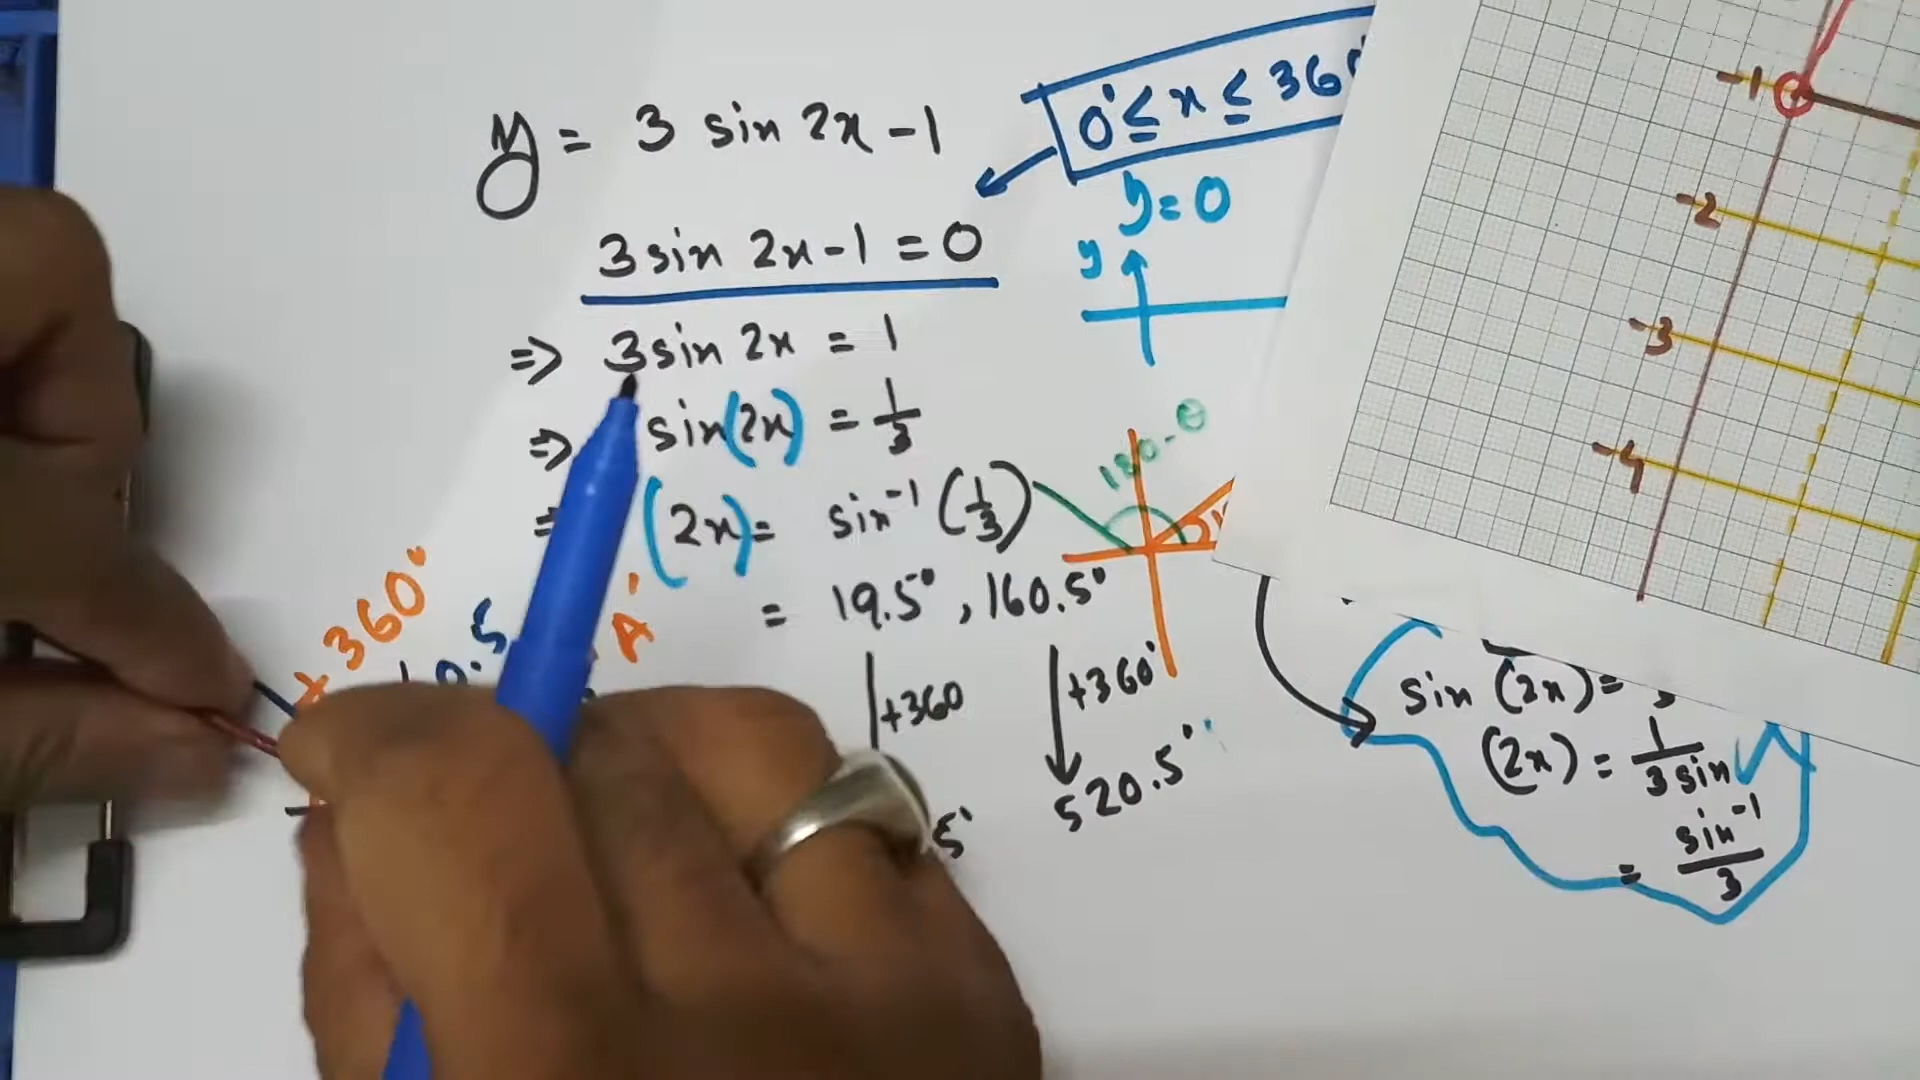 y = 3 sin 2x - 1
0° ≤ x ≤ 360
y = 0
y
3 sin 2x - 1 = 0
⇒ 3 sin 2x = 1
⇒ sin(2x) = 1/3
(2x) = sin⁻¹(1/3)
= 19.5°, 160.5°
180 - θ
+360 +360°
520.5°
+360°
A
sin (2x) =
(2x) = 1/3 sin
= sin⁻¹/3
-1
-2
-3
-4